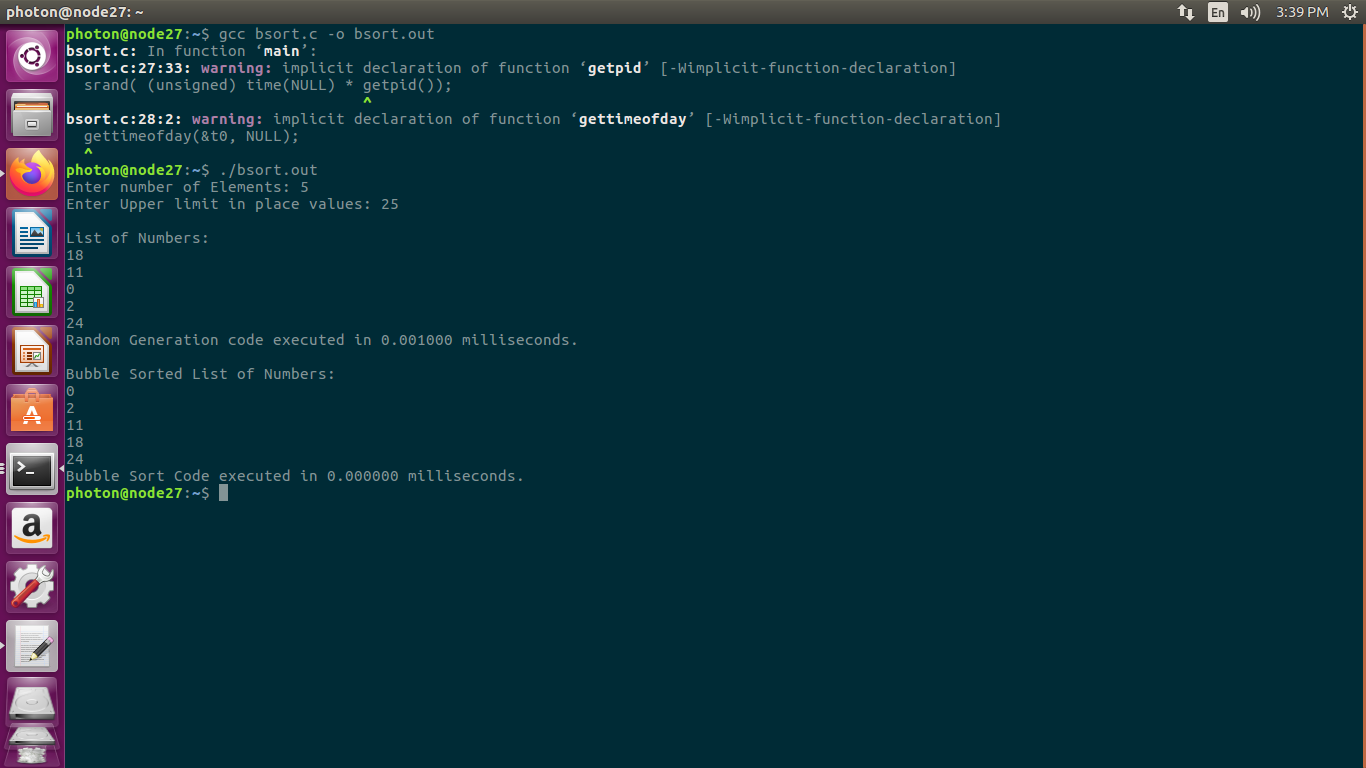 photon@node27: ~
En
3:39 PM
photon@node27:~$ gcc bsort.c -o bsort.out
bsort.c: In function ‘main’:
bsort.c:27:33: warning: implicit declaration of function ‘getpid’ [-Wimplicit-function-declaration]
  srand( (unsigned) time(NULL) * getpid());
                                 ^
bsort.c:28:2: warning: implicit declaration of function ‘gettimeofday’ [-Wimplicit-function-declaration]
  gettimeofday(&t0, NULL);
  ^
photon@node27:~$ ./bsort.out
Enter number of Elements: 5
Enter Upper limit in place values: 25
List of Numbers:
18
11
0
2
24
Random Generation code executed in 0.001000 milliseconds.
Bubble Sorted List of Numbers:
0
2
11
18
24
Bubble Sort Code executed in 0.000000 milliseconds.
photon@node27:~$